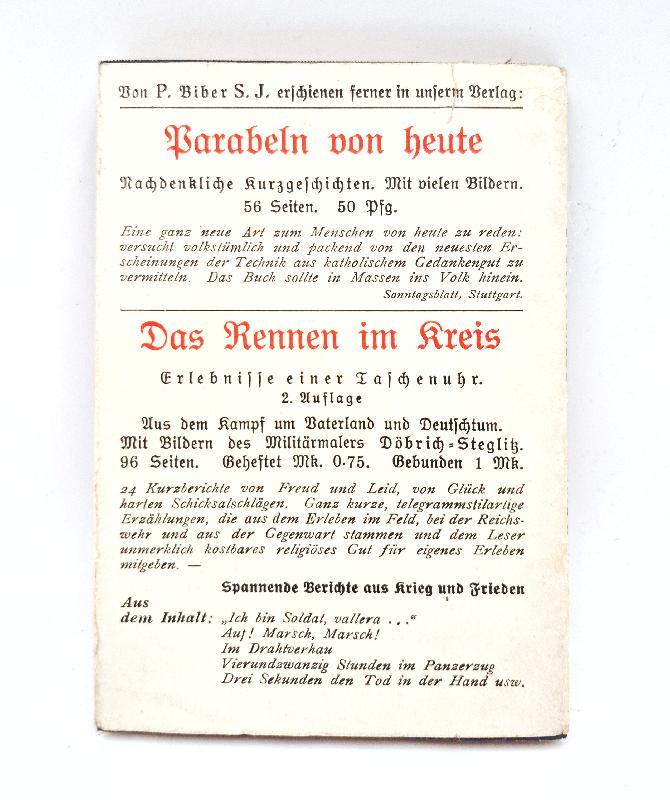 Von P. Biber S. J. erschienen ferner in unserm Verlag:
Parabeln von heute
Nachdenkliche Kurzgeschichten. Mit vielen Bildern.
56 Seiten. 50 Pfg.
Eine ganz neue Art zum Menschen von heute zu reden:
versucht volkstümlich und packend von den neuesten Er-
scheinungen der Technik aus katholischem Gedankengut zu
vermitteln. Das Buch sollte in Massen ins Volk hinein.
Sonntagsblatt, Stuttgart.
Das Rennen im Kreis
Erlebnisse einer Taschenuhr.
2. Auflage
Aus dem Kampf um Vaterland und Deutschtum.
Mit Bildern des Militärmalers Döbrich-Steglitz.
96 Seiten. Geheftet Mk. 0·75. Gebunden 1 Mk.
24 Kurzberichte von Freud und Leid, von Glück und
harten Schicksalschlägen. Ganz kurze, telegrammstilartige
Erzählungen, die aus dem Erleben im Feld, bei der Reichs-
wehr und aus der Gegenwart stammen und dem Leser
unmerklich kostbares religiöses Gut für eigenes Erleben
mitgeben. —
Spannende Berichte aus Krieg und Frieden
Aus
dem Inhalt: „Ich bin Soldat, vallera ...“
Auf! Marsch, Marsch!
Im Drahtverhau
Vierundzwanzig Stunden im Panzerzug
Drei Sekunden den Tod in der Hand usw.